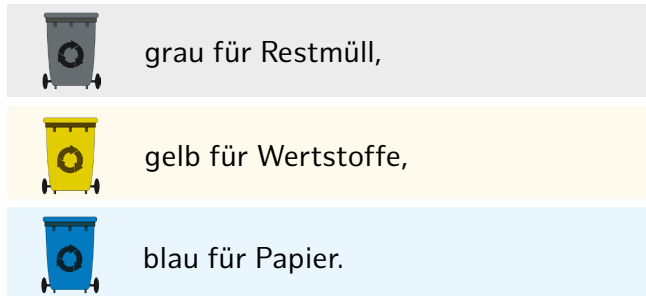 grau für Restmüll,
gelb für Wertstoffe,
blau für Papier.